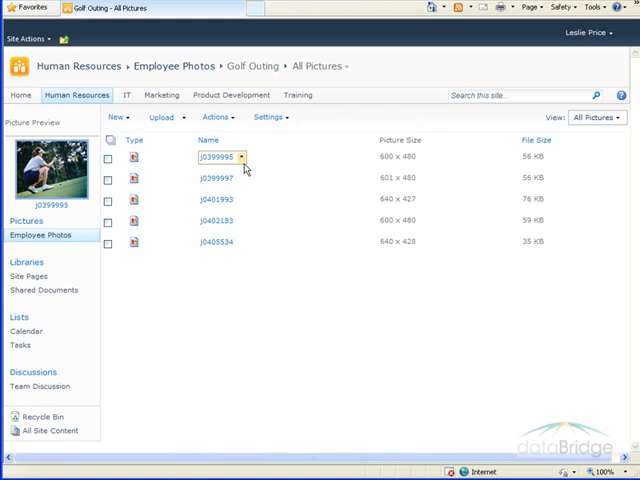 Favorites
Golf Outing - All Pictures
Page
Safety
Tools
Site Actions
Leslie Price
Human Resources
Employee Photos
Golf Outing
All Pictures
Home
Human Resources
IT
Marketing
Product Development
Training
Search this site...
Picture Preview
New
Upload
Actions
Settings
View:
All Pictures
Type
Name
Picture Size
File Size
j0399995
600 x 480
56 KB
j0399997
601 x 480
56 KB
j0401993
640 x 427
76 KB
j0402183
600 x 480
59 KB
j0405534
640 x 428
35 KB
j0399995
Pictures
Employee Photos
Libraries
Site Pages
Shared Documents
Lists
Calendar
Tasks
Discussions
Team Discussion
Recycle Bin
All Site Content
dataBridge
Internet
100%